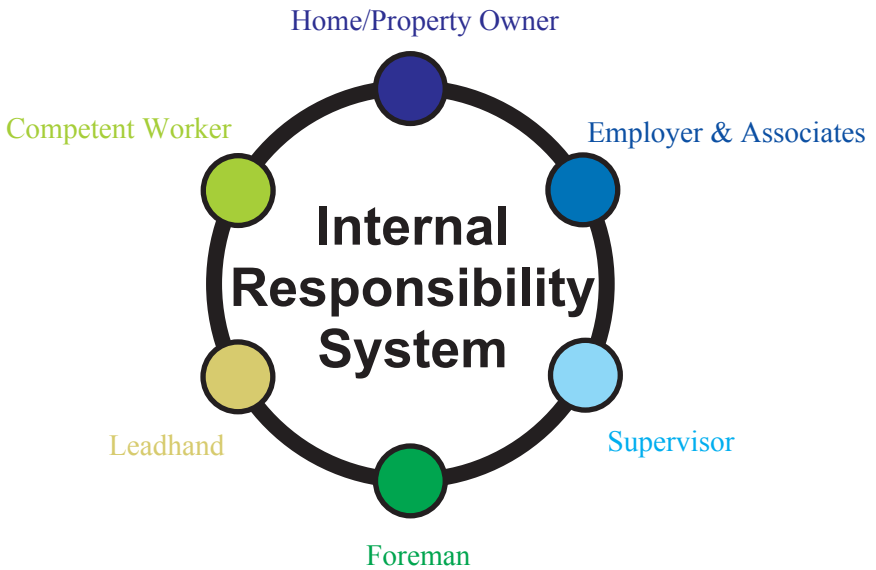 Home/Property Owner
Competent Worker
Employer & Associates
Internal
Responsibility
System
Leadhand
Supervisor
Foreman